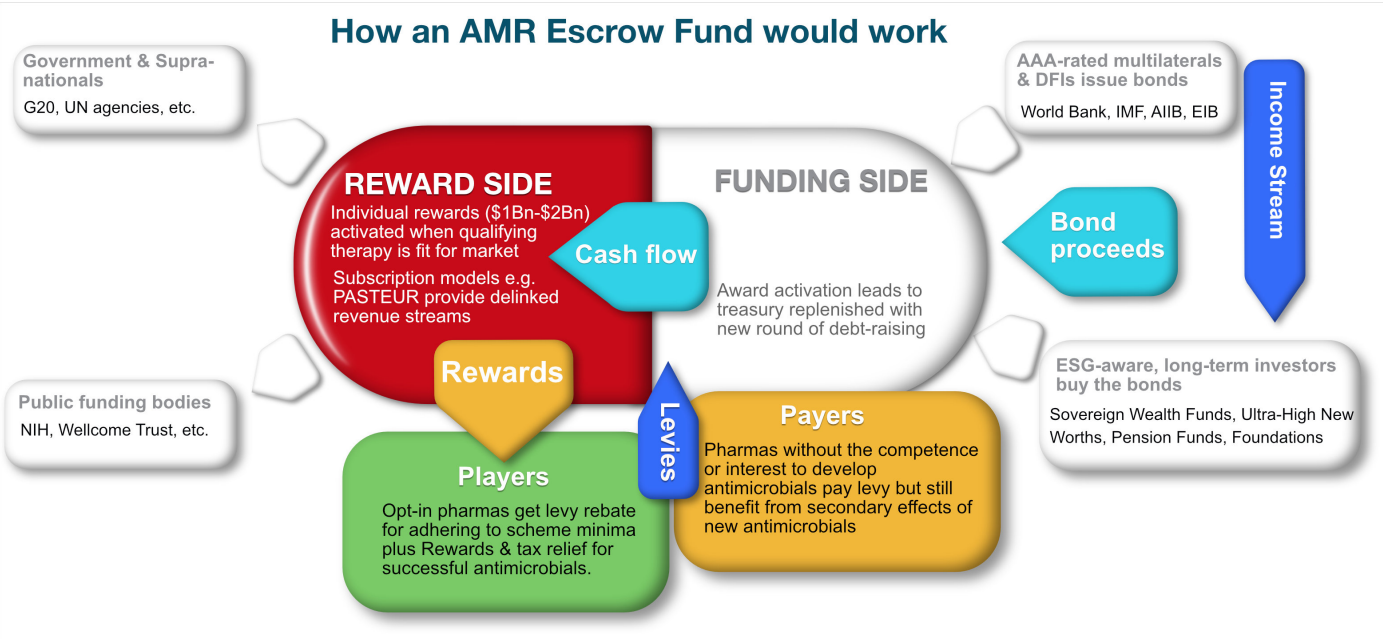 How an AMR Escrow Fund would work
Government & Supra-
nationals
G20, UN agencies, etc.
AAA-rated multilaterals
& DFIs issue bonds
World Bank, IMF, AIIB, EIB
Income Stream
REWARD SIDE
Individual rewards ($1Bn-$2Bn)
activated when qualifying
therapy is fit for market
Subscription models e.g.
PASTEUR provide delinked
revenue streams
Cash flow
FUNDING SIDE
Award activation leads to
treasury replenished with
new round of debt-raising
Bond
proceeds
Rewards
Levies
Public funding bodies
NIH, Wellcome Trust, etc.
ESG-aware, long-term investors
buy the bonds
Sovereign Wealth Funds, Ultra-High New
Worths, Pension Funds, Foundations
Players
Opt-in pharmas get levy rebate
for adhering to scheme minima
plus Rewards & tax relief for
successful antimicrobials.
Payers
Pharmas without the competence
or interest to develop
antimicrobials pay levy but still
benefit from secondary effects of
new antimicrobials